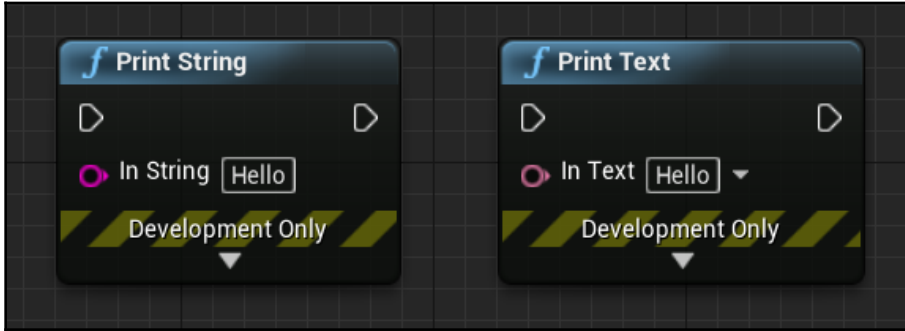 f Print String
In String Hello
Development Only
f Print Text
In Text Hello
Development Only